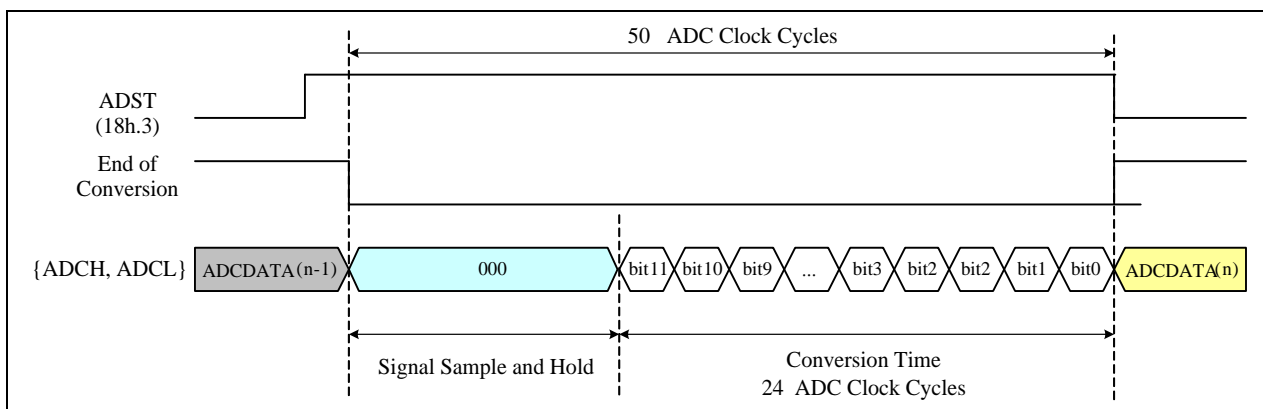 50 ADC Clock Cycles
ADST
(18h.3)
End of
Conversion
{ADCH, ADCL}
ADCDATA(n-1)
000
bit11
bit10
bit9
...
bit3
bit2
bit2
bit1
bit0
ADCDATA(n)
Signal Sample and Hold
Conversion Time
24 ADC Clock Cycles